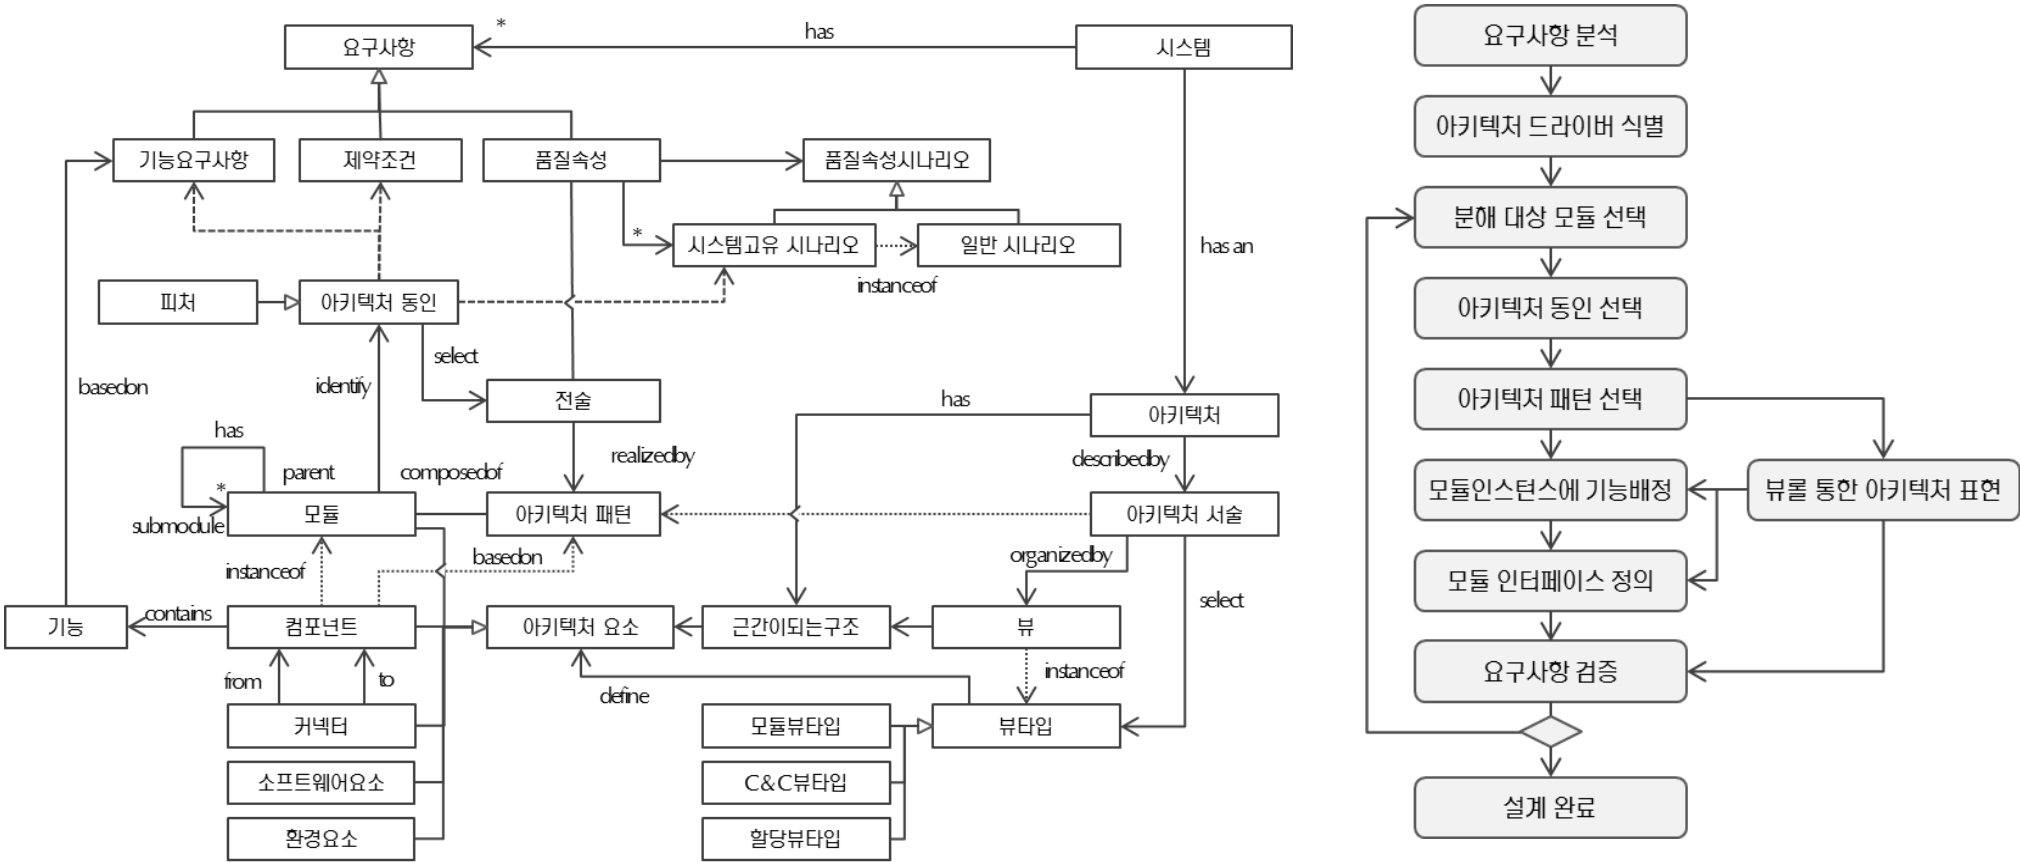 *
has
요구사항
시스템
기능요구사항
제약조건
품질속성
품질속성시나리오
*
시스템고유 시나리오
일반 시나리오
has an
instanceof
피처
아키텍처 동인
select
basedon
identify
전술
has
아키텍처
has
parent
composedof
realizedby
describedby
*
submodule
모듈
아키텍처 패턴
아키텍처 서술
instanceof
basedon
organizedby
select
기능
contains
컴포넌트
아키텍처 요소
근간이되는구조
뷰
from
to
define
instanceof
커넥터
모듈뷰타입
뷰타입
소프트웨어요소
C&C뷰타입
환경요소
할당뷰타입
요구사항 분석
아키텍처 드라이버 식별
분해 대상 모듈 선택
아키텍처 동인 선택
아키텍처 패턴 선택
모듈인스턴스에 기능배정
뷰롤 통한 아키텍처 표현
모듈 인터페이스 정의
요구사항 검증
설계 완료